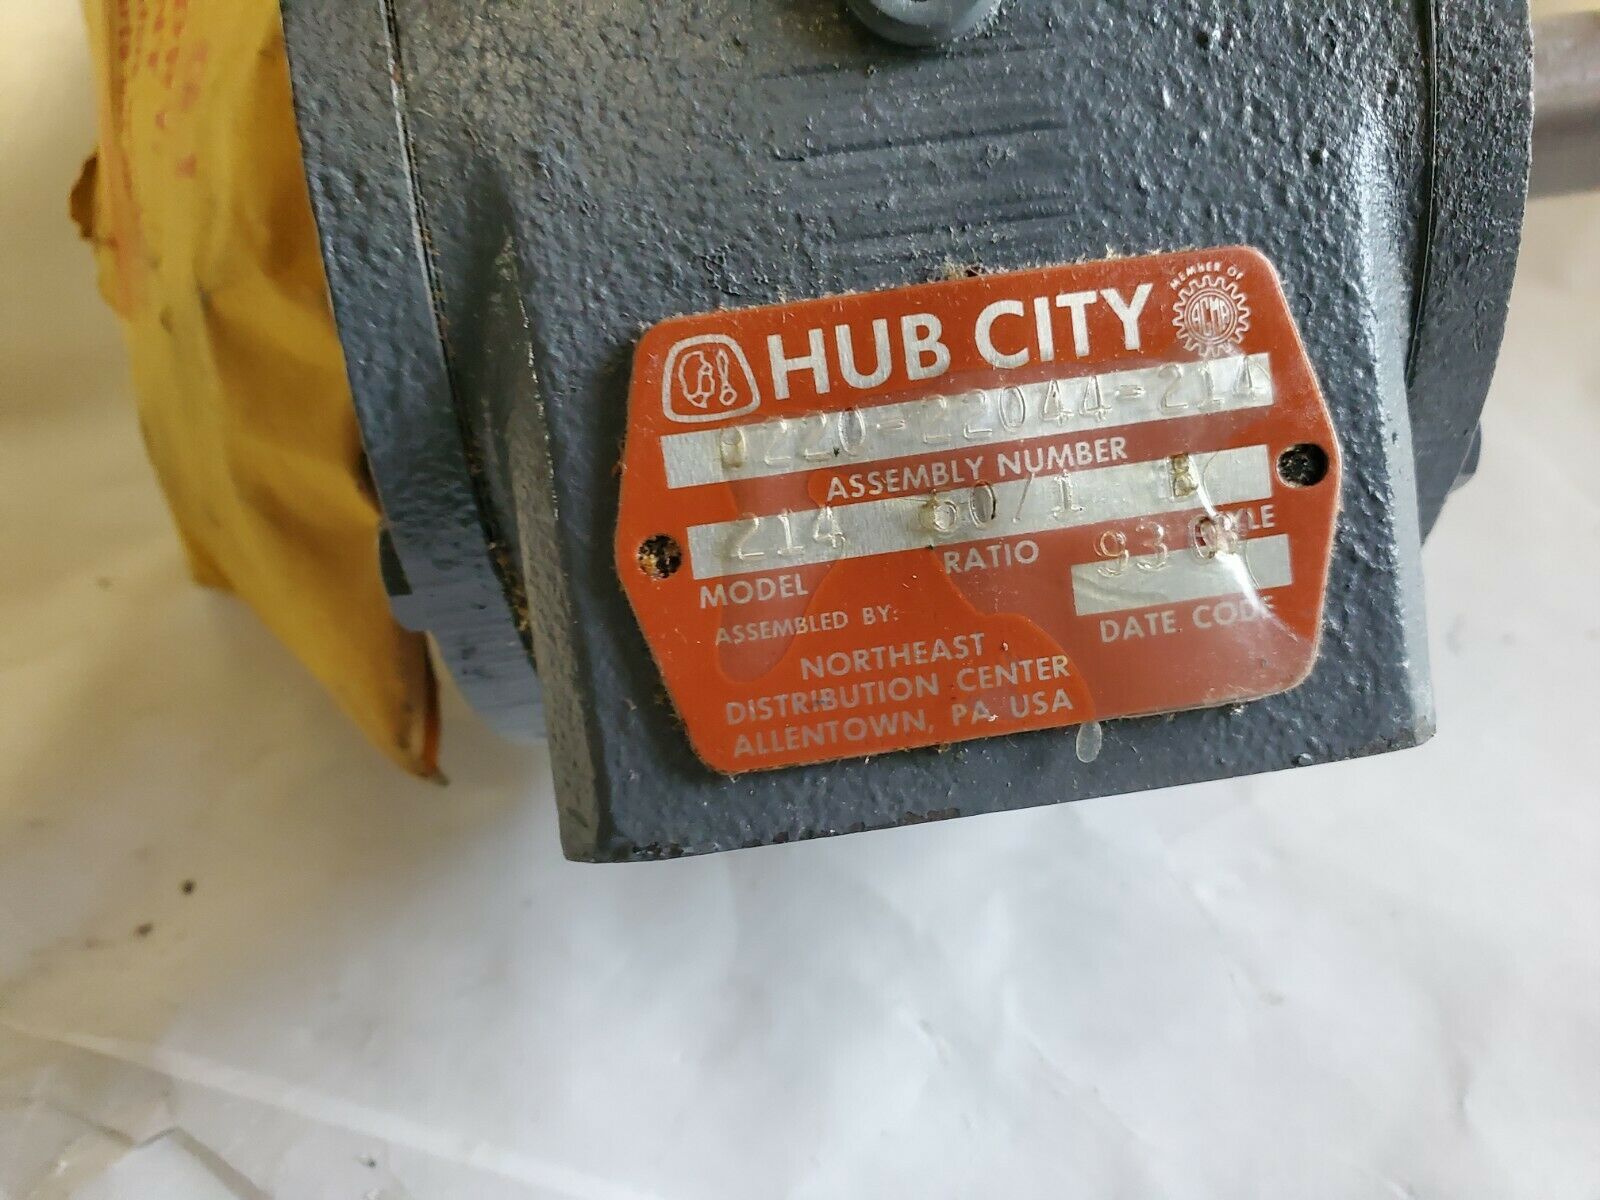 HUB CITY
MEMBER OF
AGMA
0220-22044-214
ASSEMBLY NUMBER
214 60/1 B
MODEL RATIO STYLE
930
DATE CODE
ASSEMBLED BY:
NORTHEAST
DISTRIBUTION CENTER
ALLENTOWN, PA USA